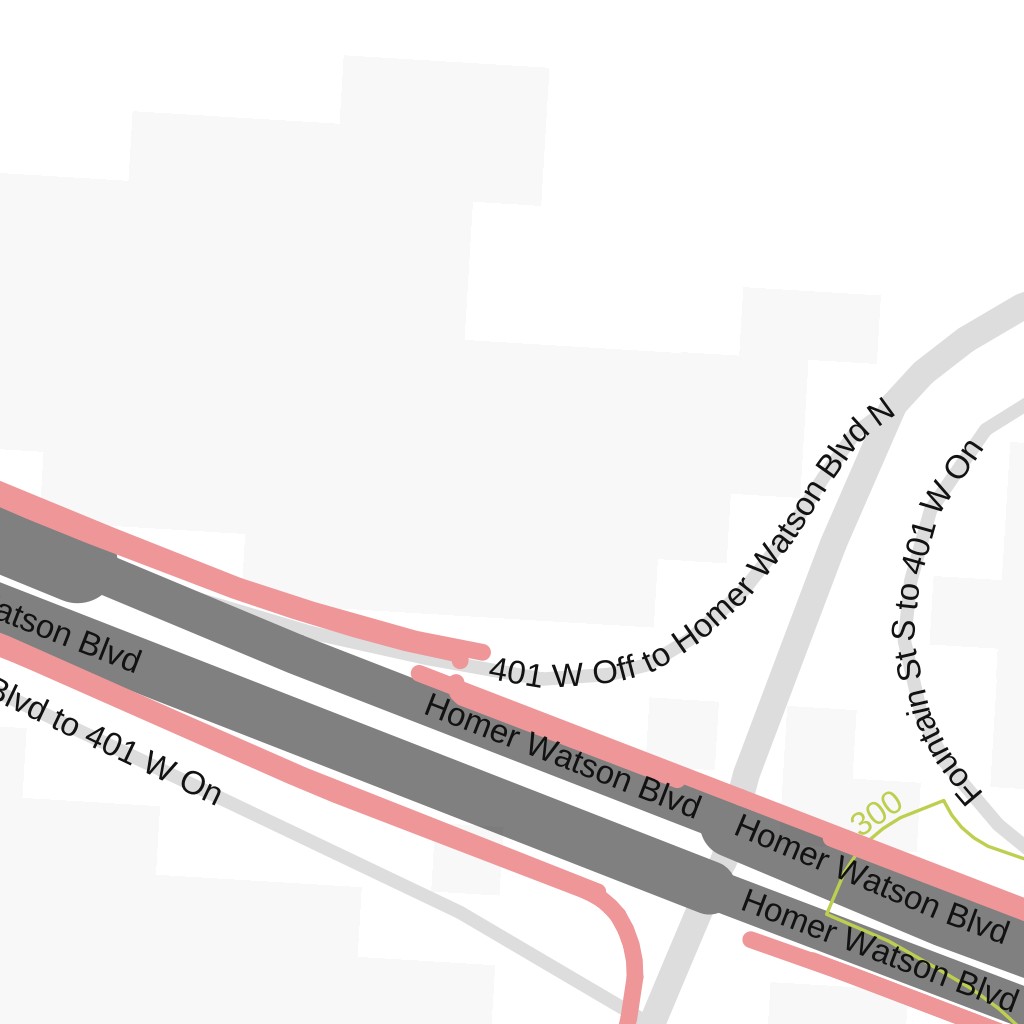 401 W Off to Homer Watson Blvd N
Fountain St S to 401 W On
atson Blvd
Blvd to 401 W On
Homer Watson Blvd
Homer Watson Blvd
300
Homer Watson Blvd